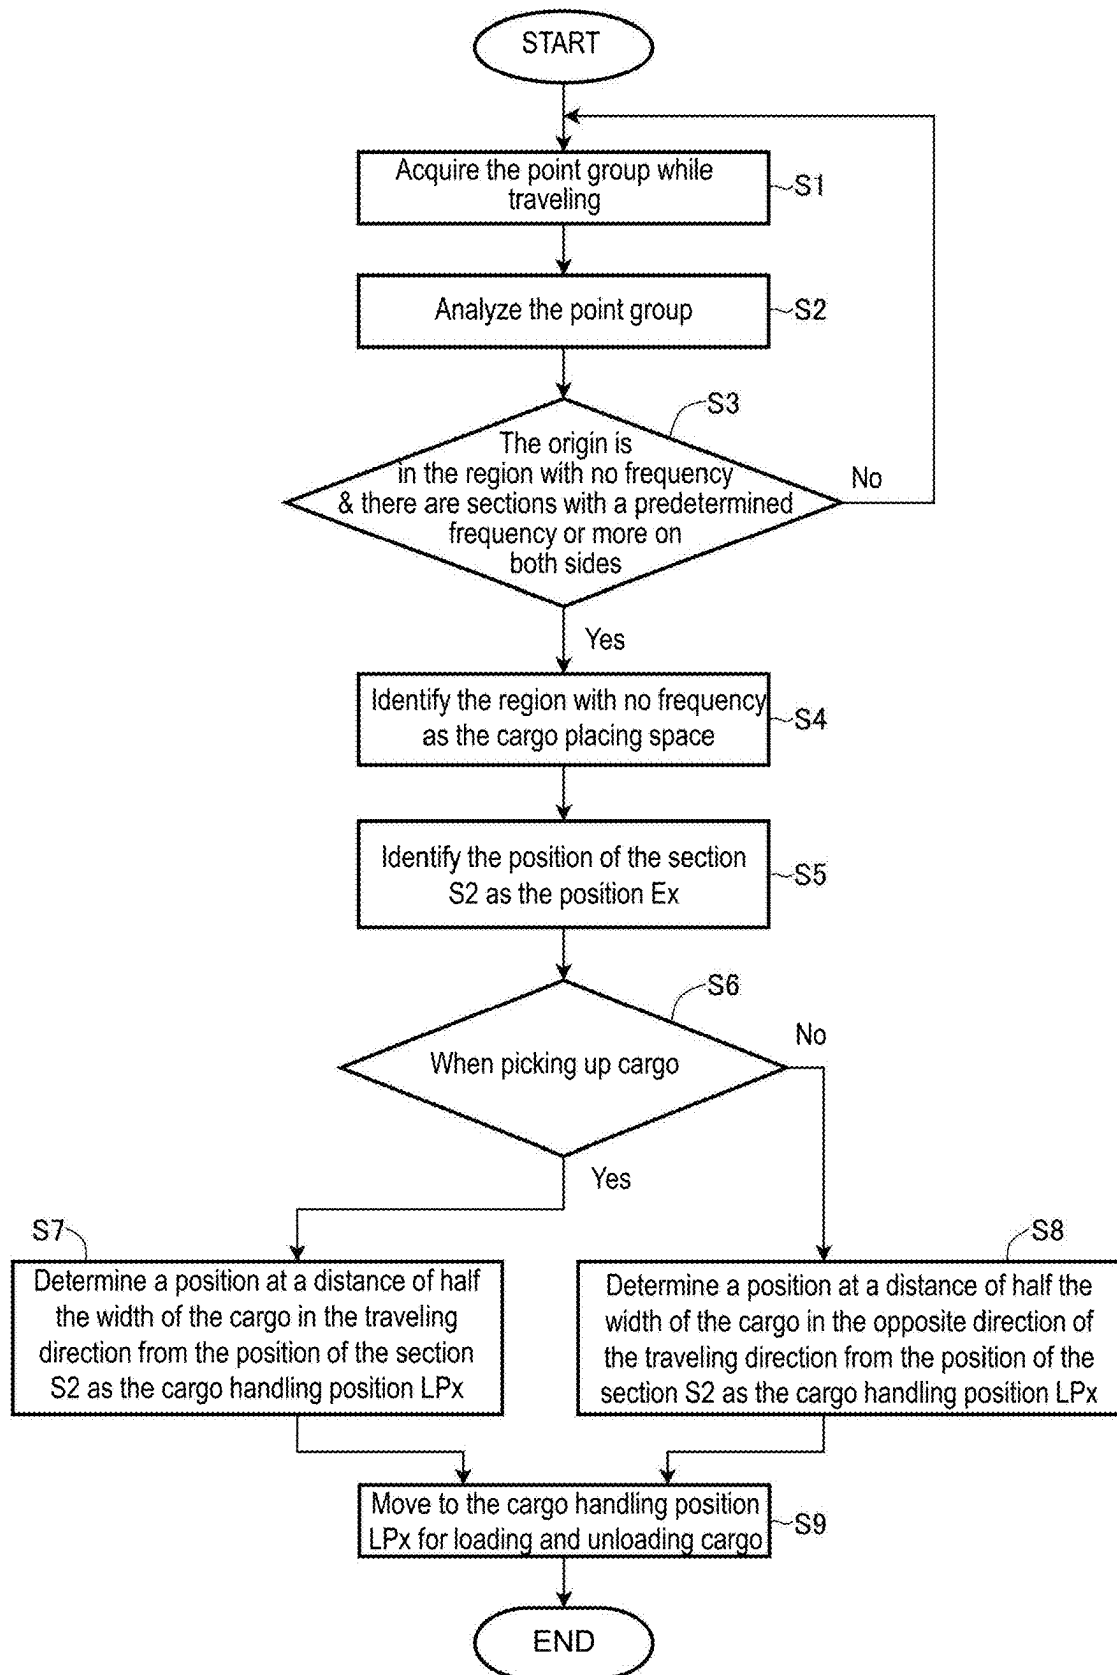 START
Acquire the point group while
traveling
S1
Analyze the point group
S2
S3
The origin is
in the region with no frequency
& there are sections with a predetermined
frequency or more on
both sides
No
Yes
Identify the region with no frequency
as the cargo placing space
S4
Identify the position of the section
S2 as the position Ex
S5
S6
When picking up cargo
No
Yes
S7
Determine a position at a distance of half
the width of the cargo in the traveling
direction from the position of the section
S2 as the cargo handling position LPx
S8
Determine a position at a distance of half the
width of the cargo in the opposite direction of
the traveling direction from the position of the
section S2 as the cargo handling position LPx
Move to the cargo handling position
LPx for loading and unloading cargo
S9
END